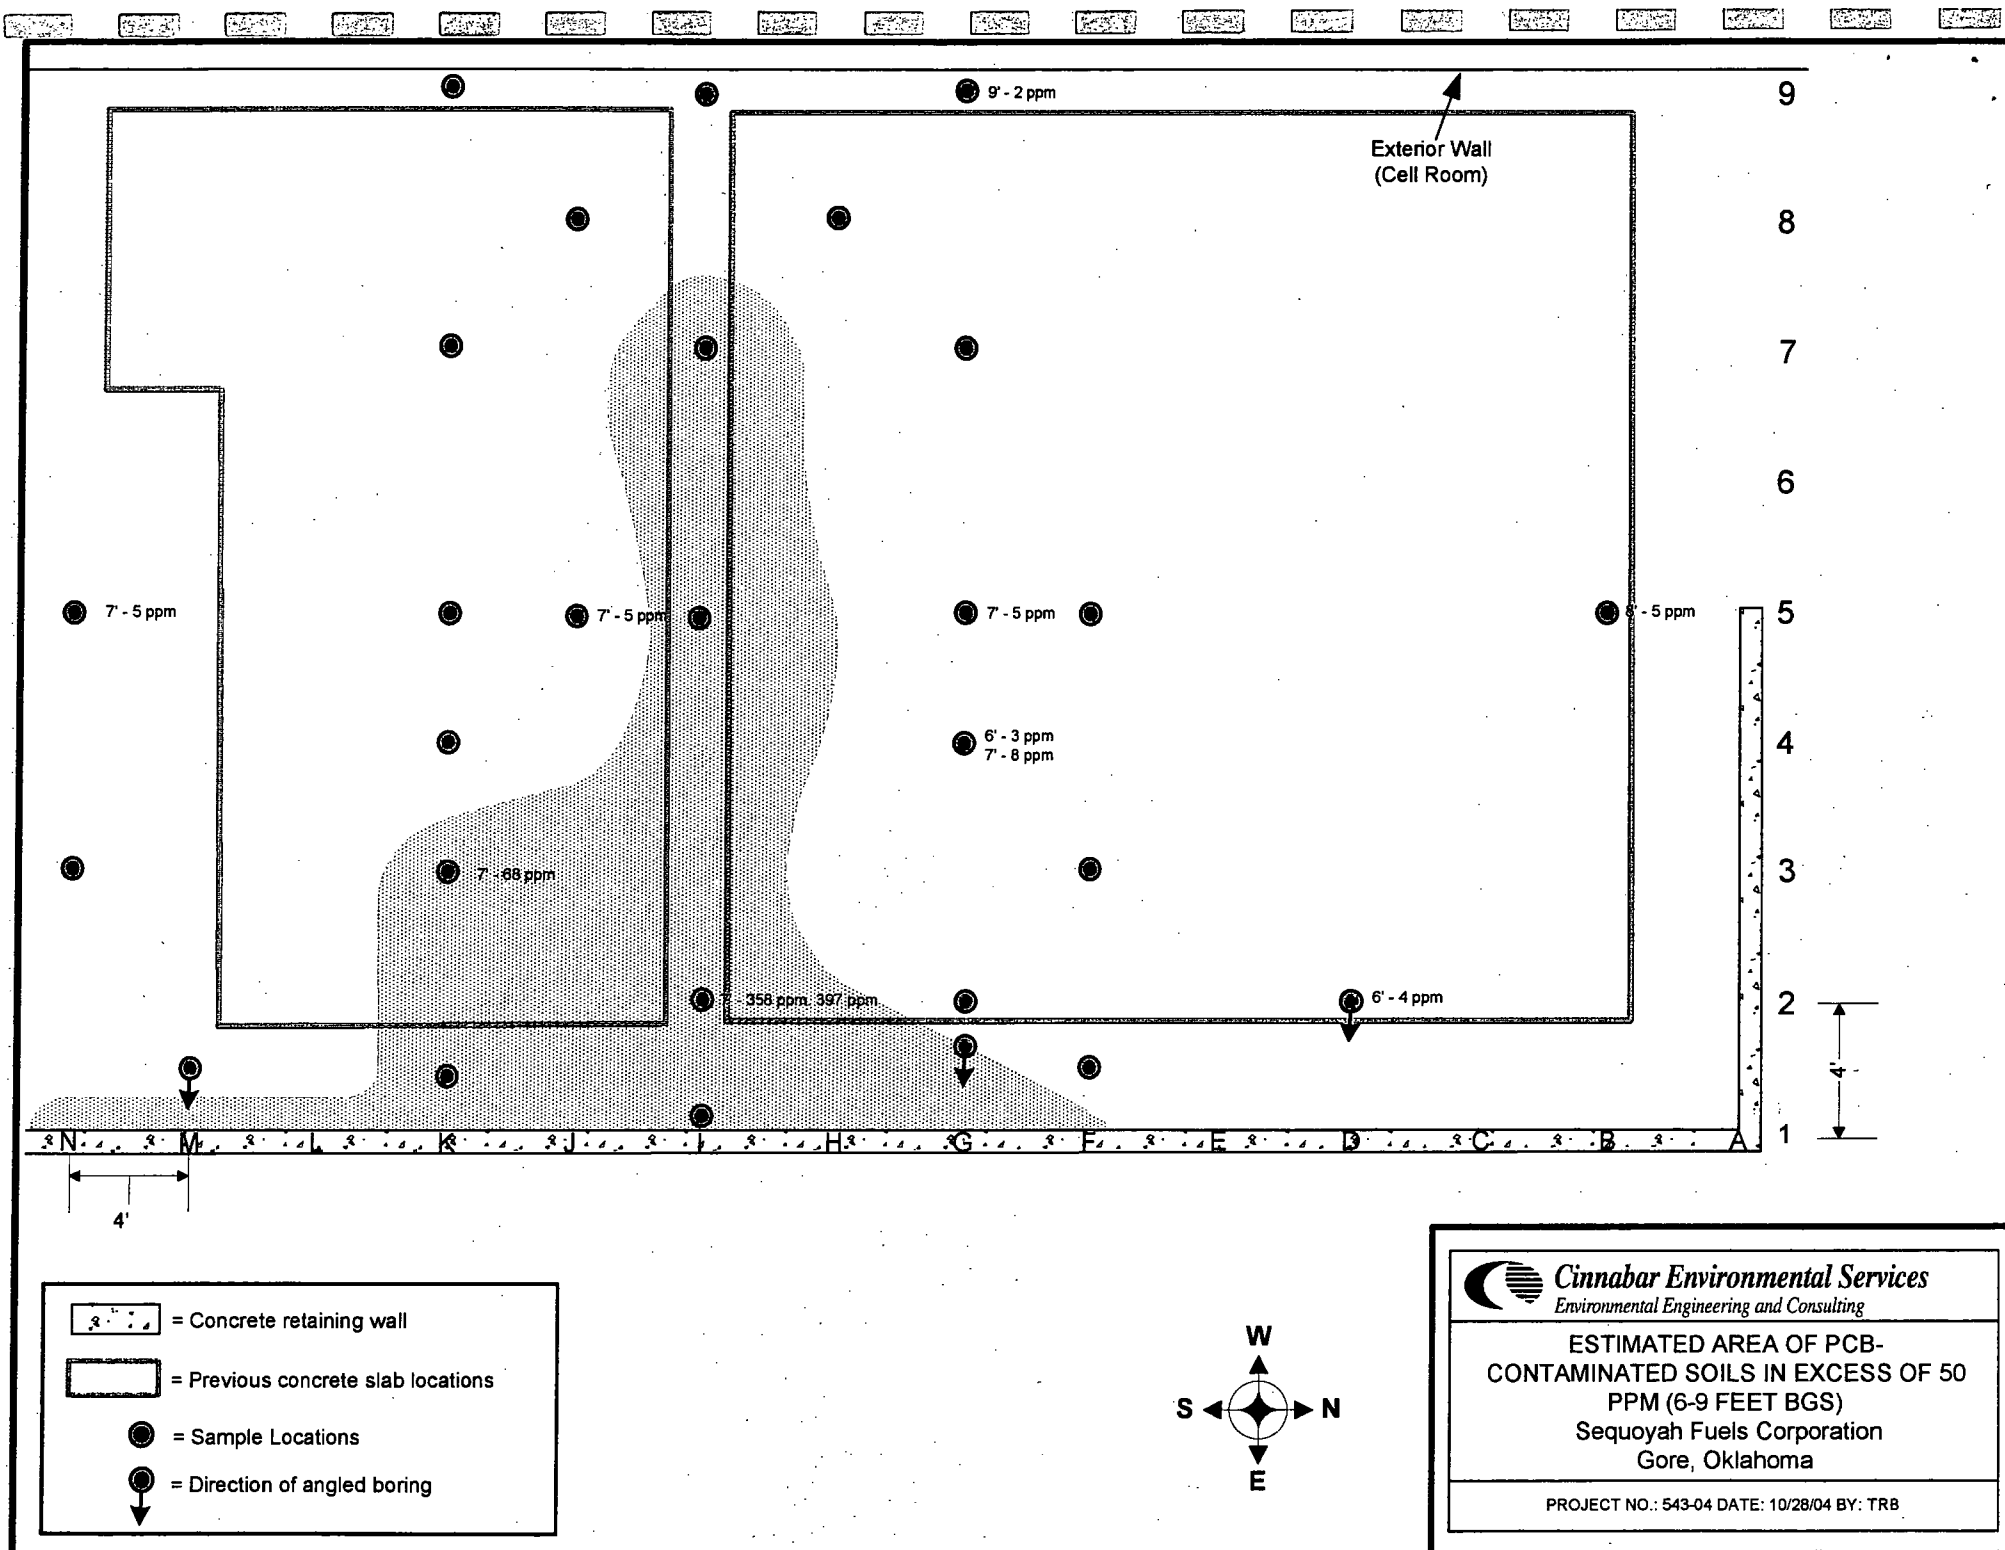 9' - 2 ppm
9
Exterior Wall
(Cell Room)
8
7
6
7' - 5 ppm
7' - 5 ppm
7' - 5 ppm
8' - 5 ppm
5
6' - 3 ppm
7' - 8 ppm
4
7' - 68 ppm
3
- 358 ppm, 397 ppm
6' - 4 ppm
2
4'
N M L K J I H G F E D C B A 1
4'
= Concrete retaining wall
= Previous concrete slab locations
= Sample Locations
= Direction of angled boring
W
S N
E
Cinnabar Environmental Services
Environmental Engineering and Consulting
ESTIMATED AREA OF PCB-
CONTAMINATED SOILS IN EXCESS OF 50
PPM (6-9 FEET BGS)
Sequoyah Fuels Corporation
Gore, Oklahoma
PROJECT NO.: 543-04 DATE: 10/28/04 BY: TRB